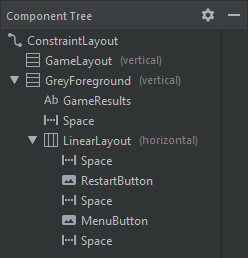 Component Tree
ConstraintLayout
GameLayout (vertical)
GreyForeground (vertical)
Ab GameResults
Space
LinearLayout (horizontal)
Space
RestartButton
Space
MenuButton
Space